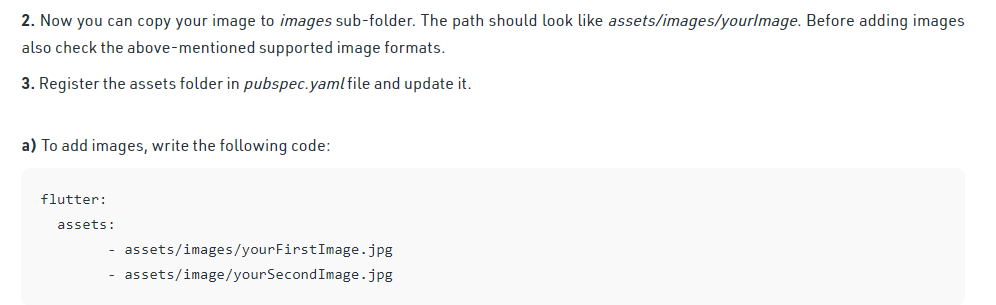 2. Now you can copy your image to images sub-folder. The path should look like assets/images/yourImage. Before adding images
also check the above-mentioned supported image formats.
3. Register the assets folder in pubspec.yaml file and update it.
a) To add images, write the following code:
flutter:
  assets:
        - assets/images/yourFirstImage.jpg
        - assets/image/yourSecondImage.jpg